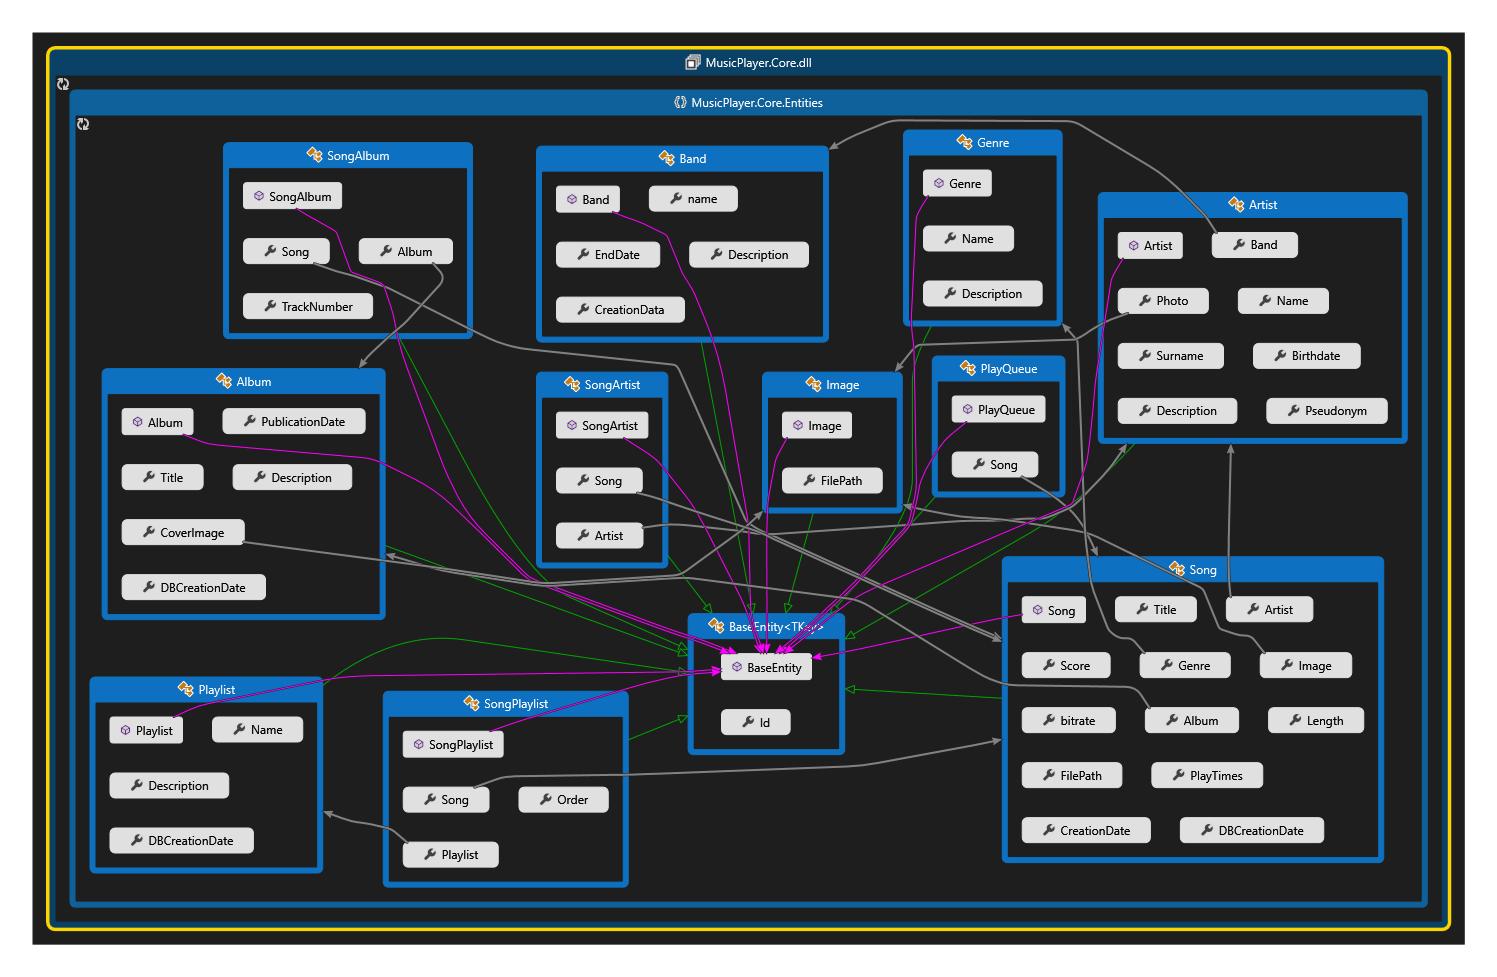 MusicPlayer.Core.dll
MusicPlayer.Core.Entities
SongAlbum
SongAlbum
Song
Album
TrackNumber
Band
Band
name
EndDate
Description
CreationData
Genre
Genre
Name
Description
Artist
Artist
Band
Photo
Name
Surname
Birthdate
Description
Pseudonym
Album
Album
PublicationDate
Title
Description
CoverImage
DBCreationDate
SongArtist
SongArtist
Song
Artist
Image
Image
FilePath
PlayQueue
PlayQueue
Song
Song
Song
Title
Artist
Score
Genre
Image
bitrate
Album
Length
FilePath
PlayTimes
CreationDate
DBCreationDate
BaseEntity<TKey>
BaseEntity
Id
Playlist
Playlist
Name
Description
DBCreationDate
SongPlaylist
SongPlaylist
Song
Order
Playlist